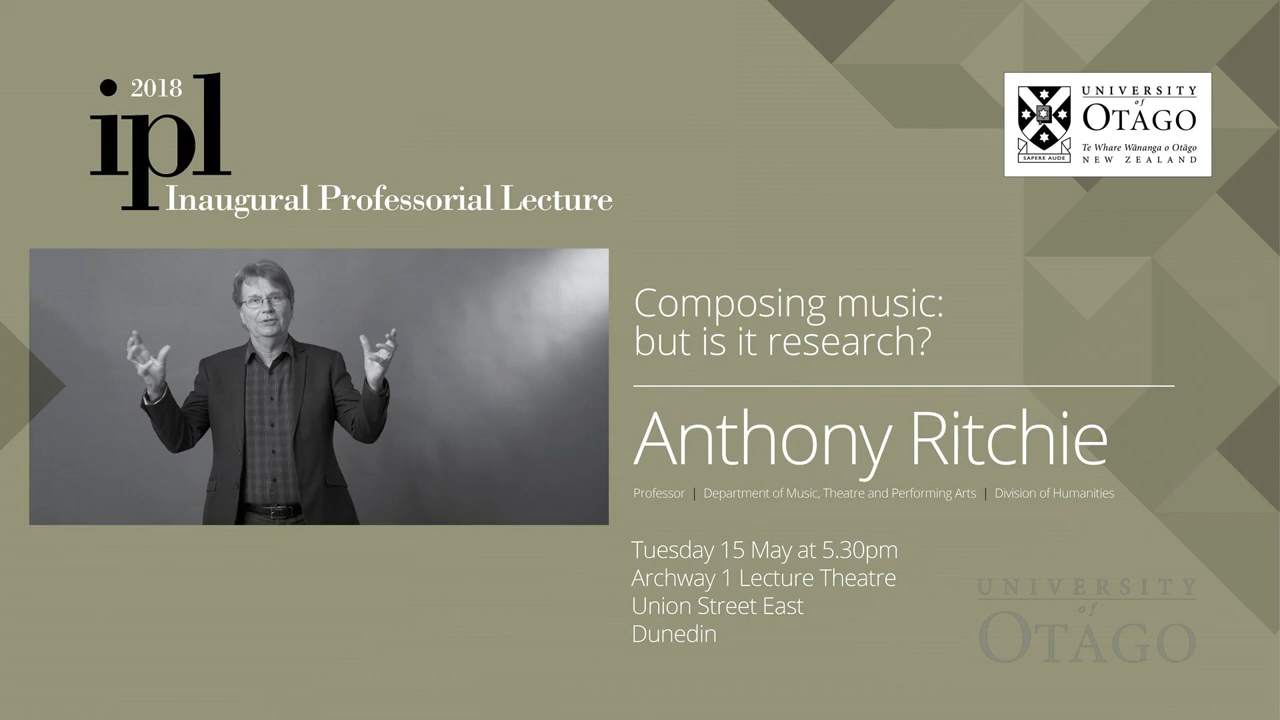 2018
ipl
Inaugural Professorial Lecture
UNIVERSITY
of
OTAGO
Te Whare Wānanga o Otāgo
NEW ZEALAND
SAPERE AUDE
Composing music:
but is it research?
Anthony Ritchie
Professor | Department of Music, Theatre and Performing Arts | Division of Humanities
Tuesday 15 May at 5.30pm
Archway 1 Lecture Theatre
Union Street East
Dunedin
UNIVERSITY
of
OTAGO